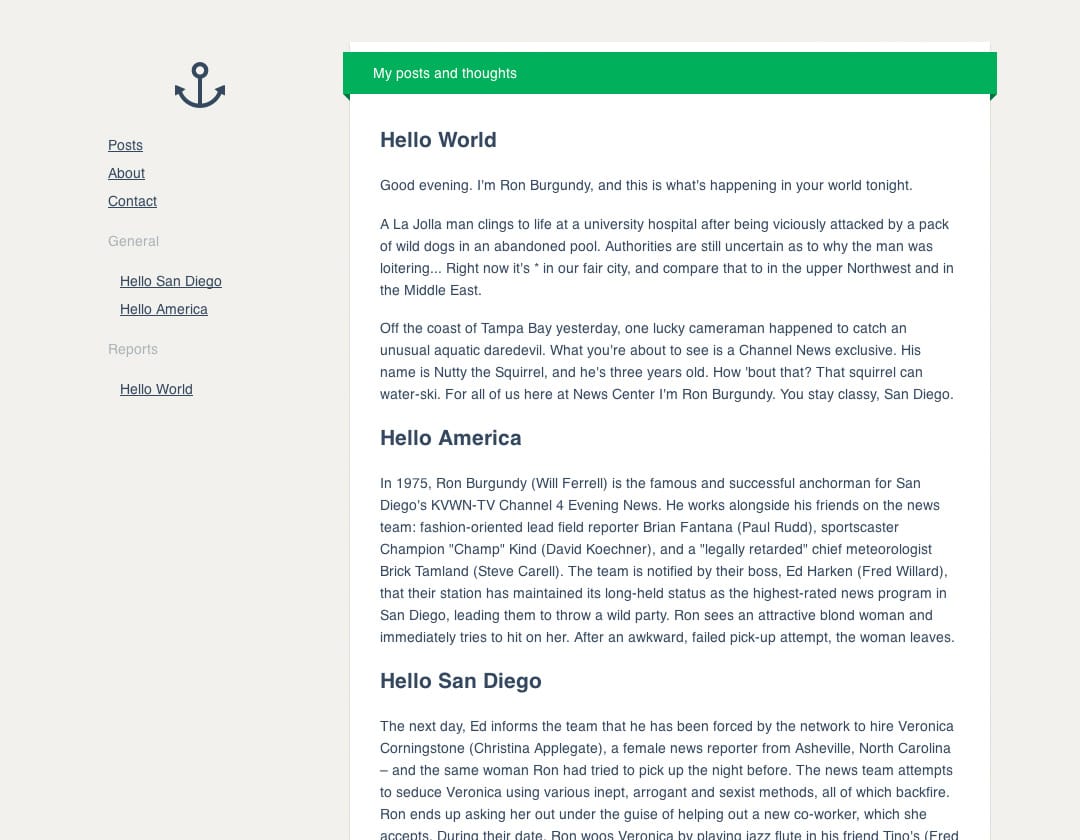 Posts
About
Contact
General
Hello San Diego
Hello America
Reports
Hello World
My posts and thoughts
Hello World
Good evening. I'm Ron Burgundy, and this is what's happening in your world tonight.
A La Jolla man clings to life at a university hospital after being viciously attacked by a pack
of wild dogs in an abandoned pool. Authorities are still uncertain as to why the man was
loitering... Right now it's * in our fair city, and compare that to in the upper Northwest and in
the Middle East.
Off the coast of Tampa Bay yesterday, one lucky cameraman happened to catch an
unusual aquatic daredevil. What you're about to see is a Channel News exclusive. His
name is Nutty the Squirrel, and he's three years old. How 'bout that? That squirrel can
water-ski. For all of us here at News Center I'm Ron Burgundy. You stay classy, San Diego.
Hello America
In 1975, Ron Burgundy (Will Ferrell) is the famous and successful anchorman for San
Diego's KVWN-TV Channel 4 Evening News. He works alongside his friends on the news
team: fashion-oriented lead field reporter Brian Fantana (Paul Rudd), sportscaster
Champion "Champ" Kind (David Koechner), and a "legally retarded" chief meteorologist
Brick Tamland (Steve Carell). The team is notified by their boss, Ed Harken (Fred Willard),
that their station has maintained its long-held status as the highest-rated news program in
San Diego, leading them to throw a wild party. Ron sees an attractive blond woman and
immediately tries to hit on her. After an awkward, failed pick-up attempt, the woman leaves.
Hello San Diego
The next day, Ed informs the team that he has been forced by the network to hire Veronica
Corningstone (Christina Applegate), a female news reporter from Asheville, North Carolina
– and the same woman Ron had tried to pick up the night before. The news team attempts
to seduce Veronica using various inept, arrogant and sexist methods, all of which backfire.
Ron ends up asking her out under the guise of helping out a new co-worker, which she
accepts. During their date, Ron woos Veronica by playing jazz flute in his friend Tino's (Fred